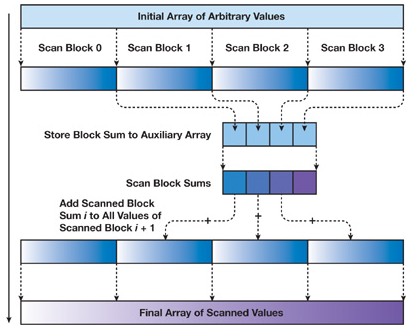 Initial Array of Arbitrary Values
Scan Block 0
Scan Block 1
Scan Block 2
Scan Block 3
Store Block Sum to Auxiliary Array
Scan Block Sums
Add Scanned Block
Sum i to All Values of
Scanned Block i + 1
+
+
+
Final Array of Scanned Values